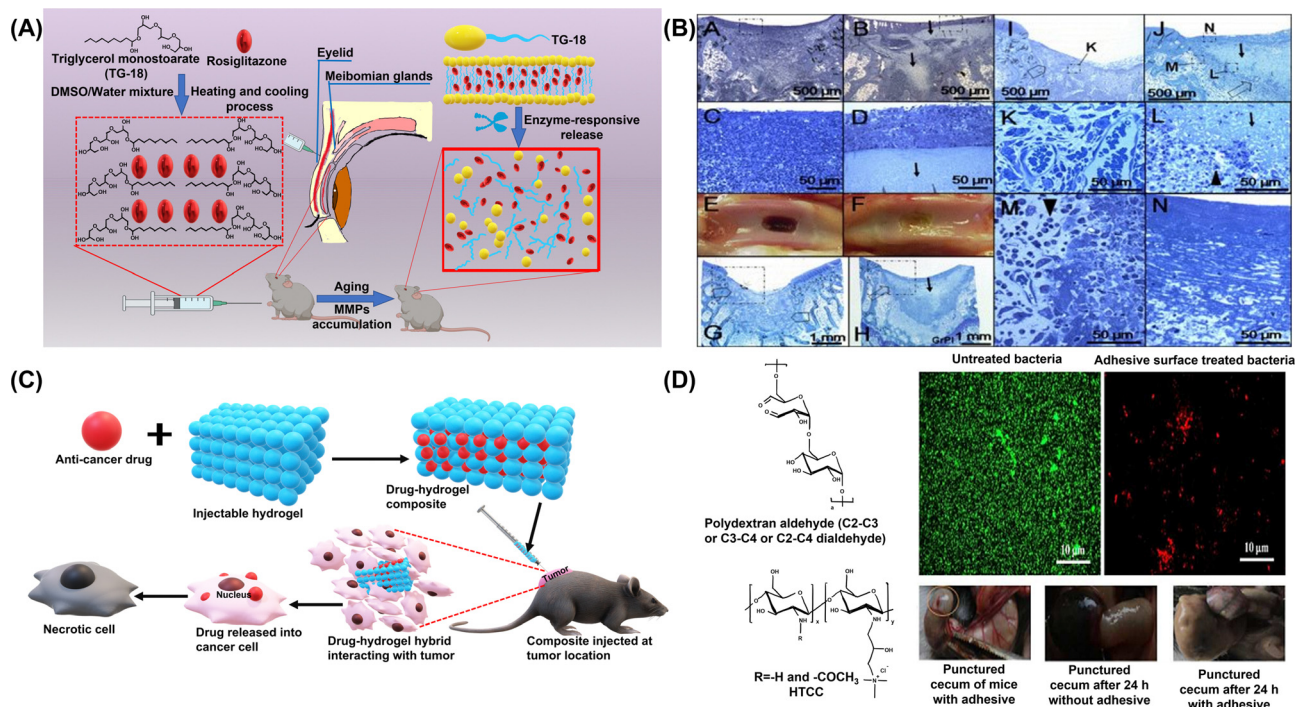 (A)
Triglycerol monostoarate
(TG-18)
Rosiglitazone
DMSO/Water mixture
Heating and cooling
process
Eyelid
Meibomian glands
TG-18
Enzyme-responsive
release
Aging
MMPs
accumulation
(B)
A
B
I
K
J
N
M
L
500 µm
500 µm
500 µm
500 µm
C
D
K
L
50 µm
50 µm
50 µm
50 µm
E
F
M
N
G
H
1 mm
GrPl
1 mm
50 µm
50 µm
(C)
Anti-cancer drug
Injectable hydrogel
Drug-hydrogel
composite
Tumor
Composite injected at
tumor location
Drug-hydrogel hybrid
interacting with tumor
Nucleus
Drug released into
cancer cell
Necrotic cell
(D)
Polydextran aldehyde (C2-C3
or C3-C4 or C2-C4 dialdehyde)
R=-H and -COCH3
HTCC
Untreated bacteria
Adhesive surface treated bacteria
10 µm
10 µm
Punctured
cecum of mice
with adhesive
Punctured
cecum after 24 h
without adhesive
Punctured
cecum after 24 h
with adhesive